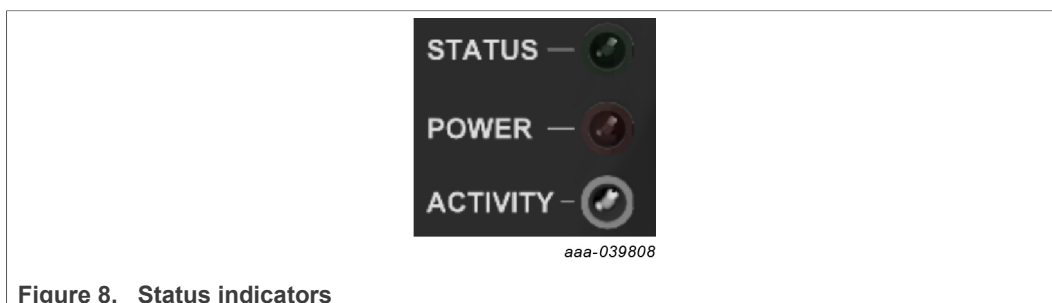 STATUS
POWER
ACTIVITY
aaa-039808
Figure 8. Status indicators